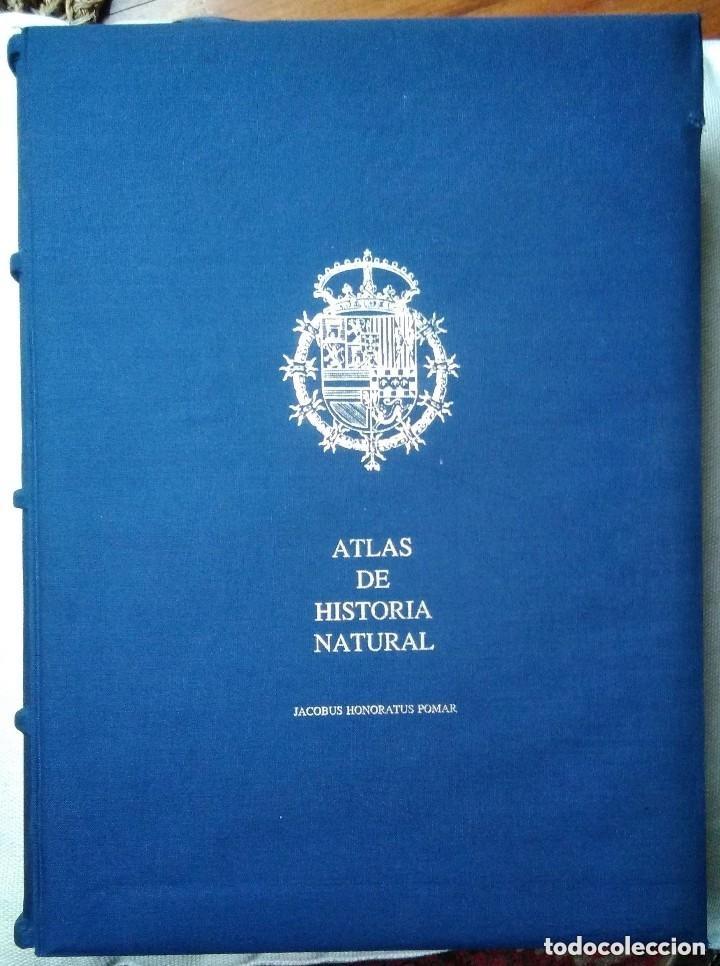 ATLAS
DE
HISTORIA
NATURAL
JACOBUS HONORATUS POMAR
todocoleccion